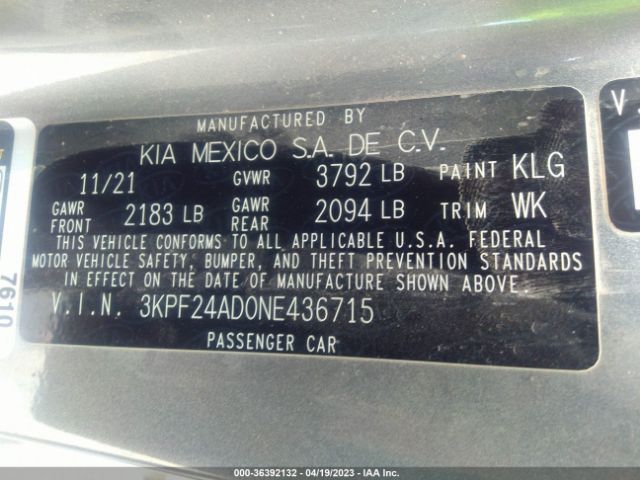 MANUFACTURED BY
KIA MEXICO S.A. DE C.V.
11/21 GVWR 3792 LB PAINT KLG
GAWR FRONT 2183 LB GAWR REAR 2094 LB TRIM WK
THIS VEHICLE CONFORMS TO ALL APPLICABLE U.S.A. FEDERAL
MOTOR VEHICLE SAFETY, BUMPER, AND THEFT PREVENTION STANDARDS
IN EFFECT ON THE DATE OF MANUFACTURE SHOWN ABOVE.
V.I.N. 3KPF24AD0NE436715
PASSENGER CAR
7610
V
000-36392132 - 04/19/2023 - IAA Inc.